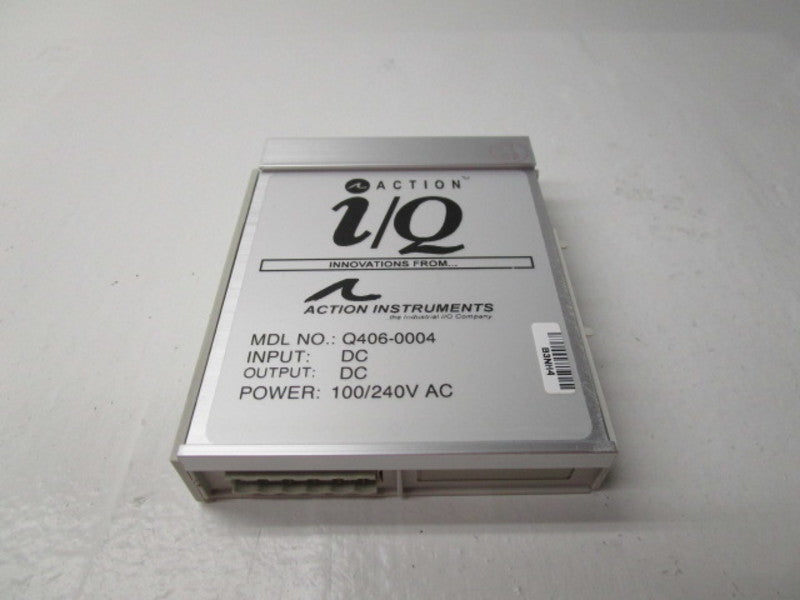 ACTION™
i/Q
INNOVATIONS FROM...
ACTION INSTRUMENTS
the Industrial I/O Company
MDL NO.: Q406-0004
INPUT: DC
OUTPUT: DC
POWER: 100/240V AC
B3NH4